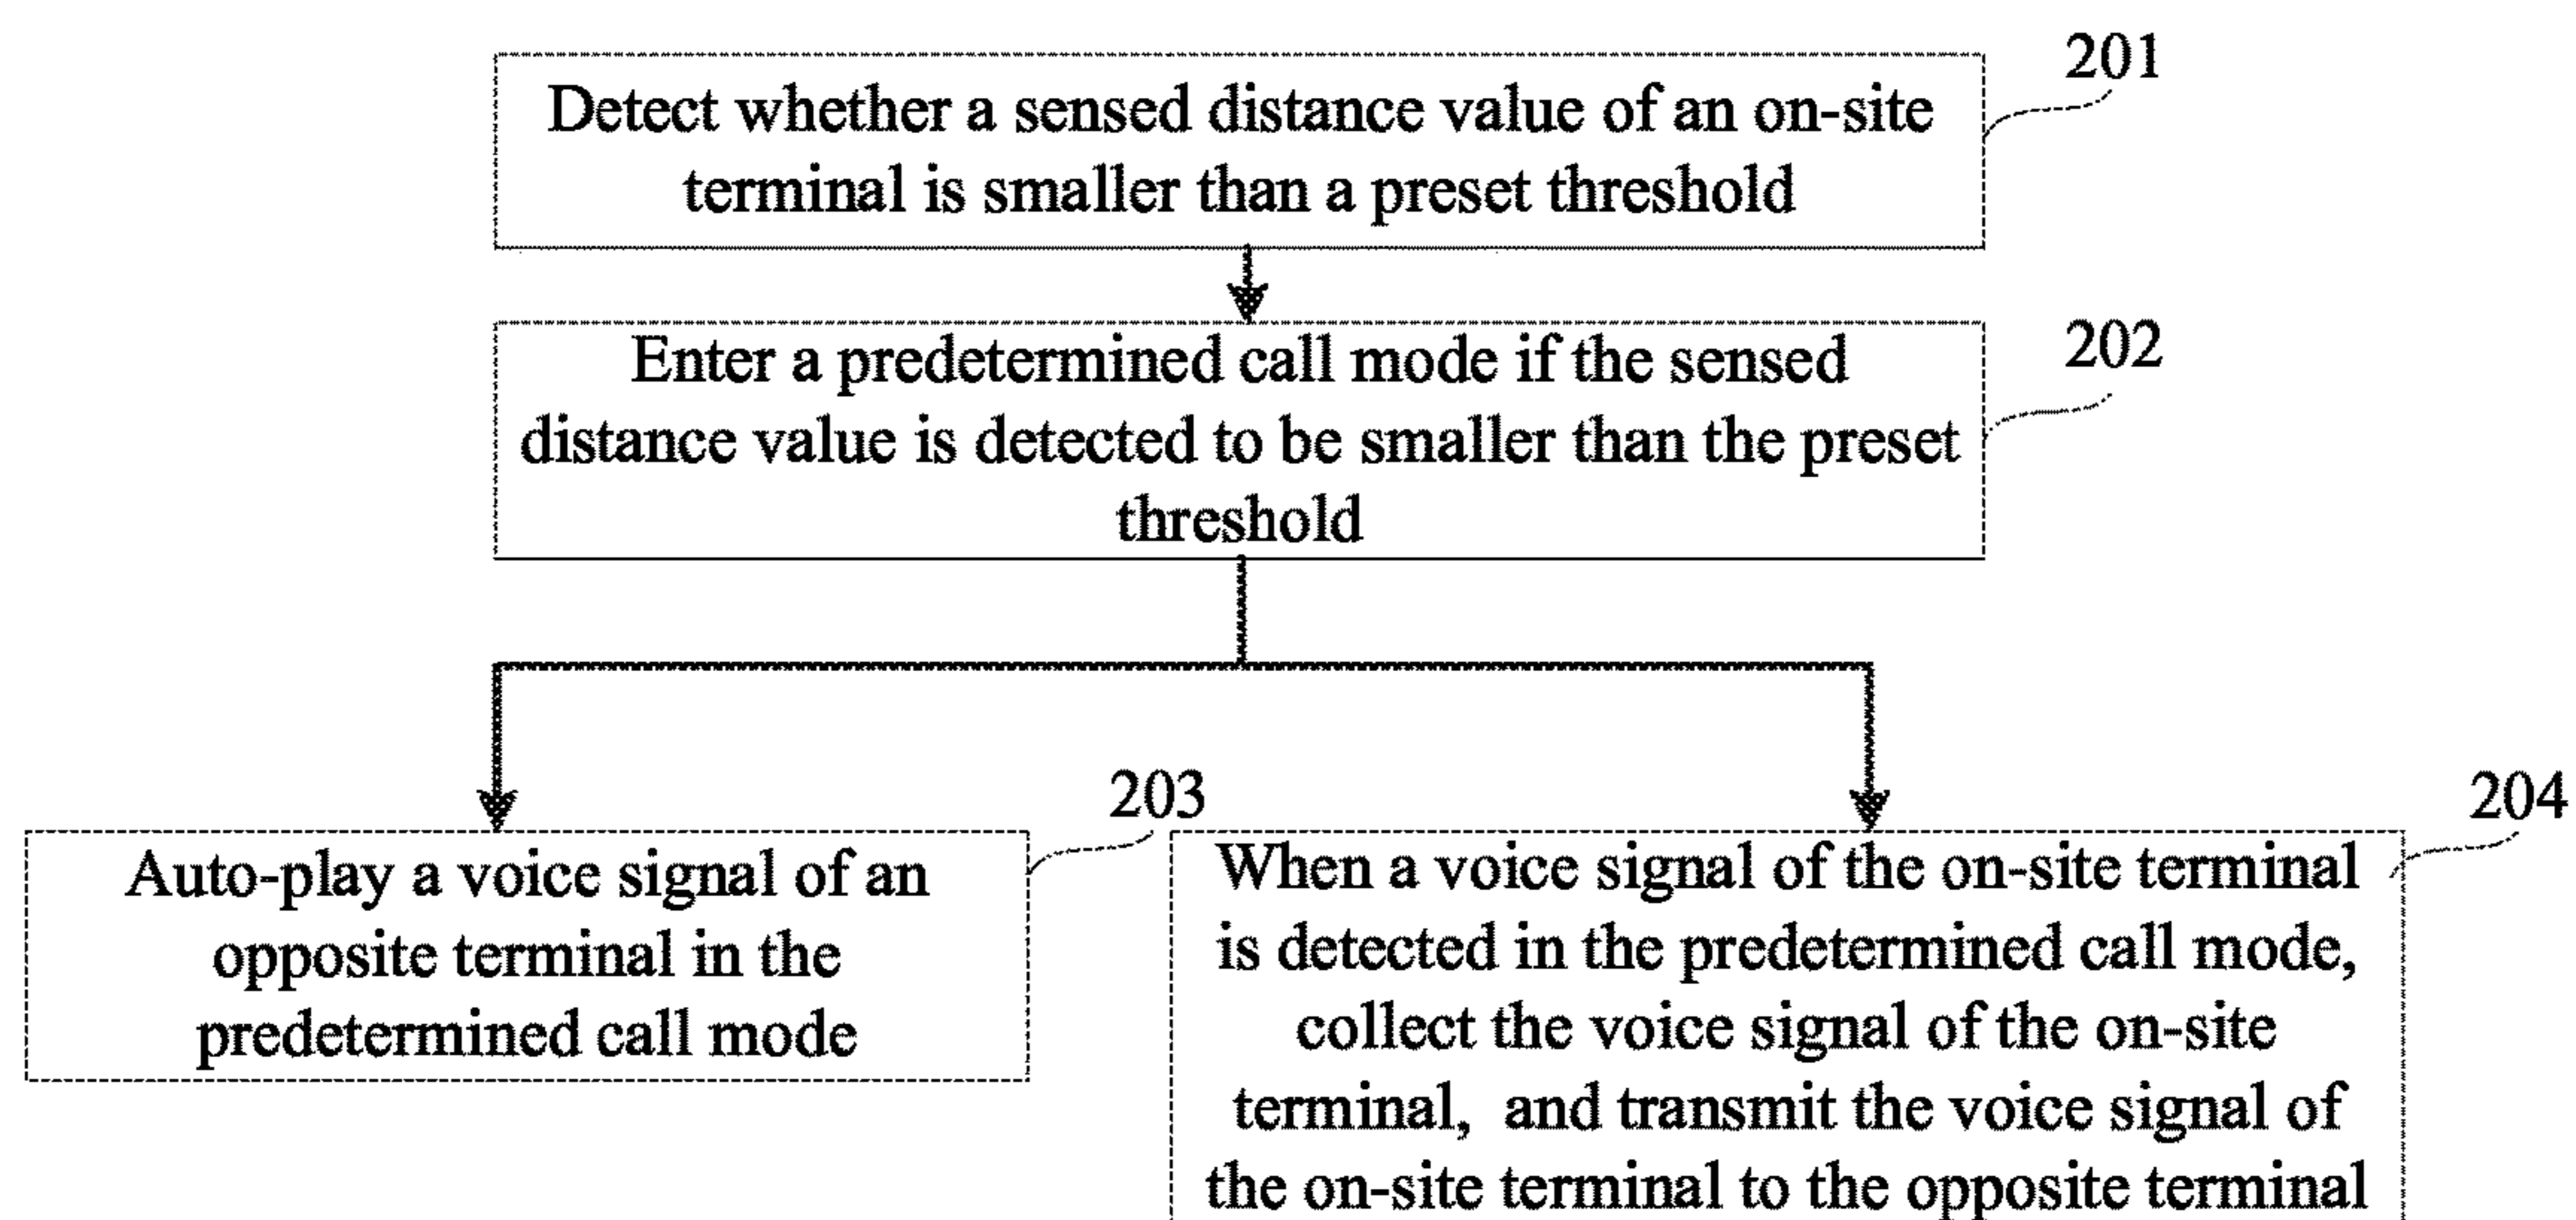 201
Detect whether a sensed distance value of an on-site
terminal is smaller than a preset threshold
202
Enter a predetermined call mode if the sensed
distance value is detected to be smaller than the preset
threshold
203
Auto-play a voice signal of an
opposite terminal in the
predetermined call mode
204
When a voice signal of the on-site terminal
is detected in the predetermined call mode,
collect the voice signal of the on-site
terminal, and transmit the voice signal of
the on-site terminal to the opposite terminal